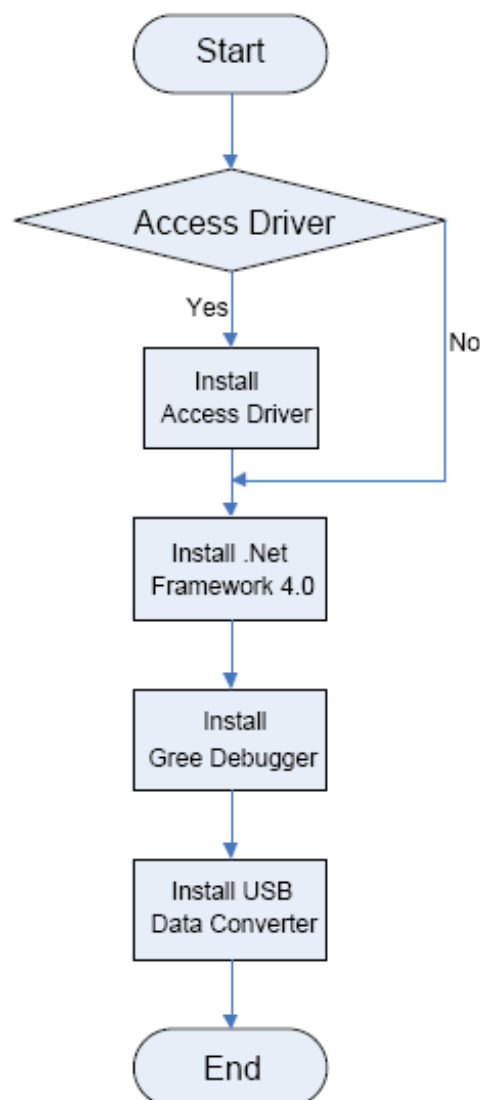 Start
Access Driver
Yes
No
Install
Access Driver
Install .Net
Framework 4.0
Install
Gree Debugger
Install USB
Data Converter
End